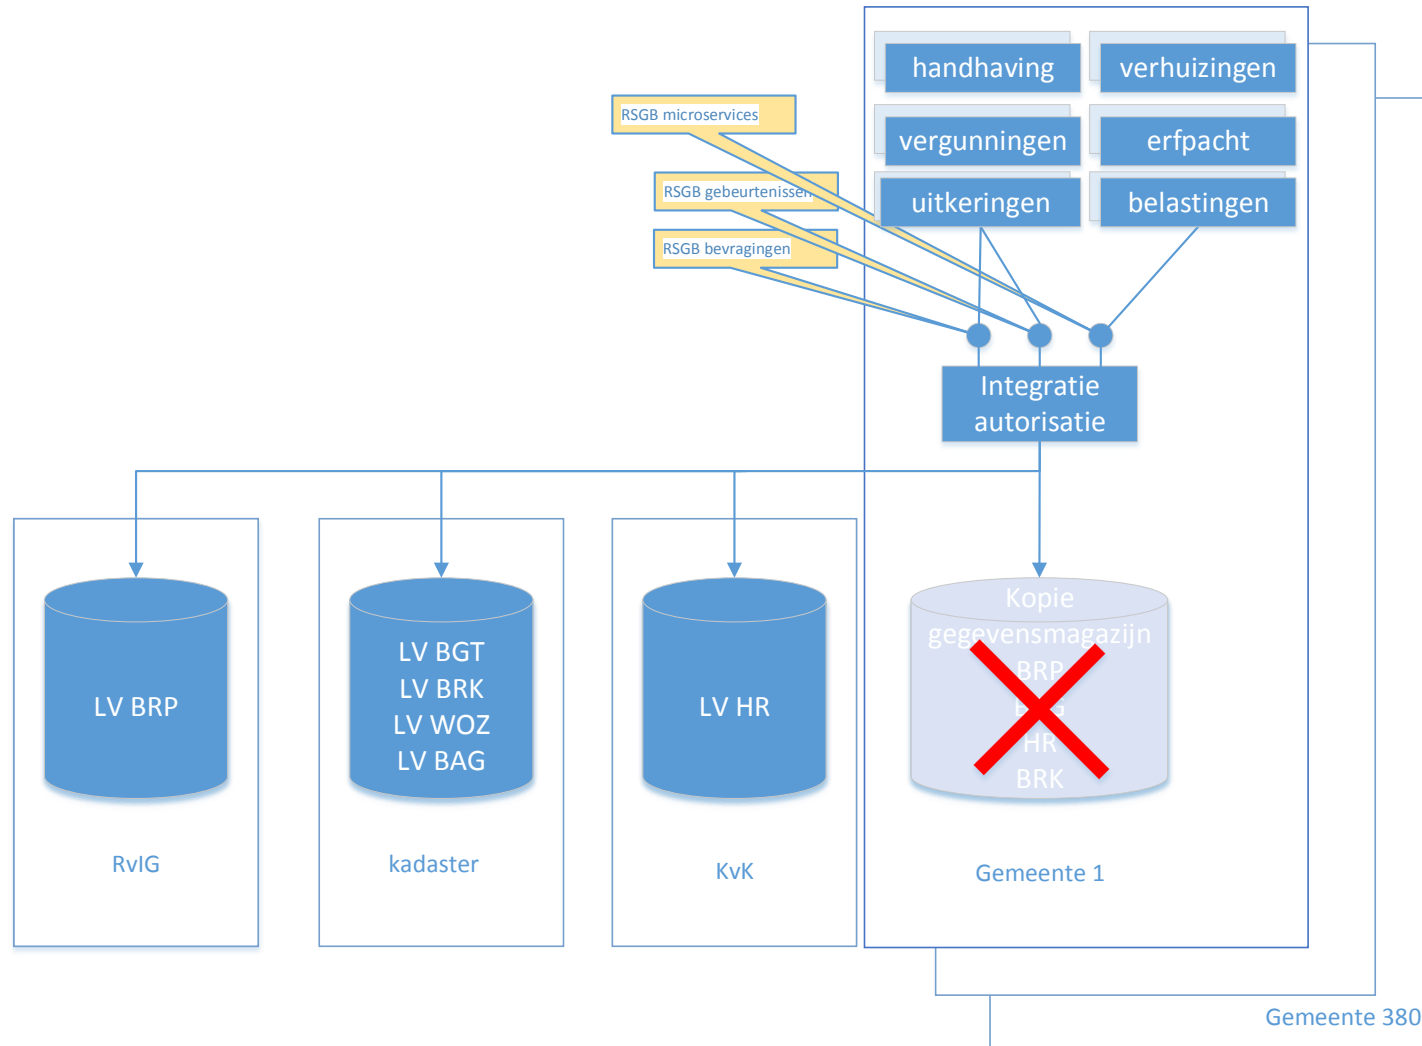 handhaving
verhuizingen
RSGB microservices
vergunningen
erfpacht
RSGB gebeurtenissen
uitkeringen
belastingen
RSGB bevragingen
Integratie
autorisatie
LV BRP
LV BGT
LV BRK
LV WOZ
LV BAG
LV HR
Kopie
gegevensmagazijn
BRP
HR
BRK
RvIG
kadaster
KvK
Gemeente 1
Gemeente 380